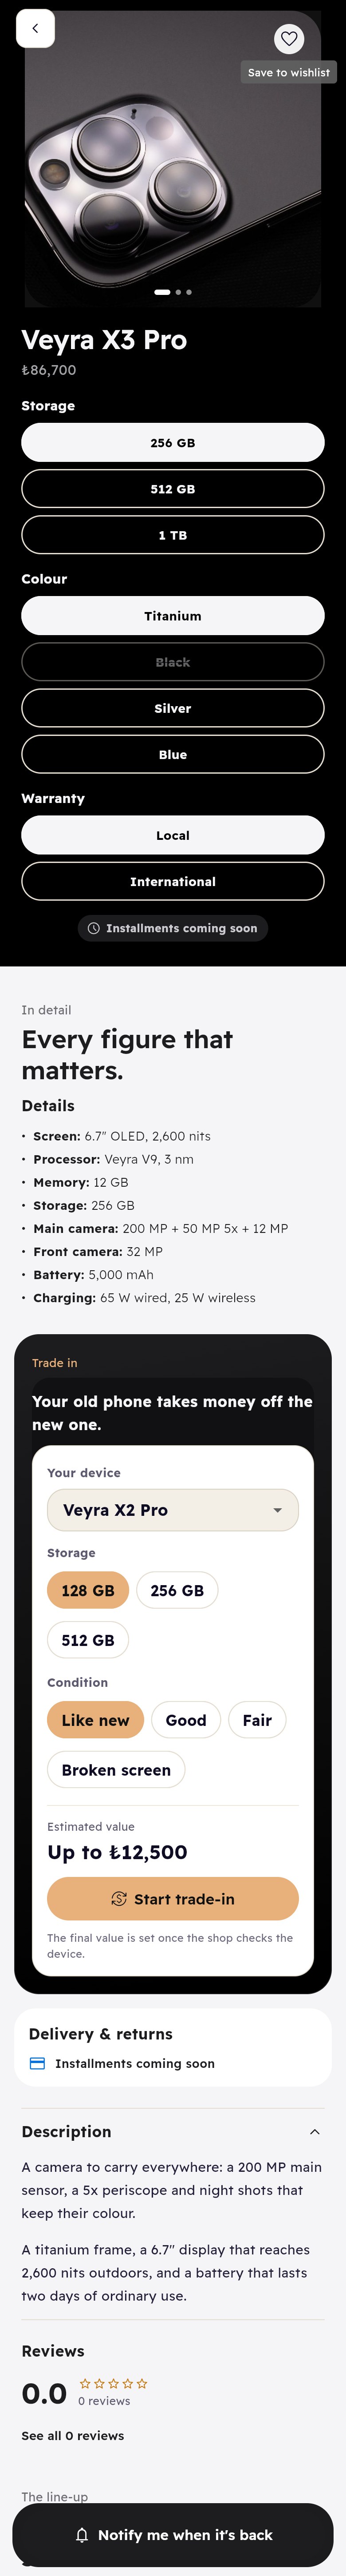 Save to wishlist
Veyra X3 Pro
₺86,700
Storage
256 GB
512 GB
1 TB
Colour
Titanium
Black
Silver
Blue
Warranty
Local
International
Installments coming soon
In detail
Every figure that
matters.
Details
• Screen: 6.7" OLED, 2,600 nits
• Processor: Veyra V9, 3 nm
• Memory: 12 GB
• Storage: 256 GB
• Main camera: 200 MP + 50 MP 5x + 12 MP
• Front camera: 32 MP
• Battery: 5,000 mAh
• Charging: 65 W wired, 25 W wireless
Trade in
Your old phone takes money off the
new one.
Your device
Veyra X2 Pro
Storage
128 GB 256 GB
512 GB
Condition
Like new Good Fair
Broken screen
Estimated value
Up to ₺12,500
Start trade-in
The final value is set once the shop checks the
device.
Delivery & returns
Installments coming soon
Description
A camera to carry everywhere: a 200 MP main
sensor, a 5x periscope and night shots that
keep their colour.
A titanium frame, a 6.7" display that reaches
2,600 nits outdoors, and a battery that lasts
two days of ordinary use.
Reviews
0.0
0 reviews
See all 0 reviews
The line-up
Notify me when it's back